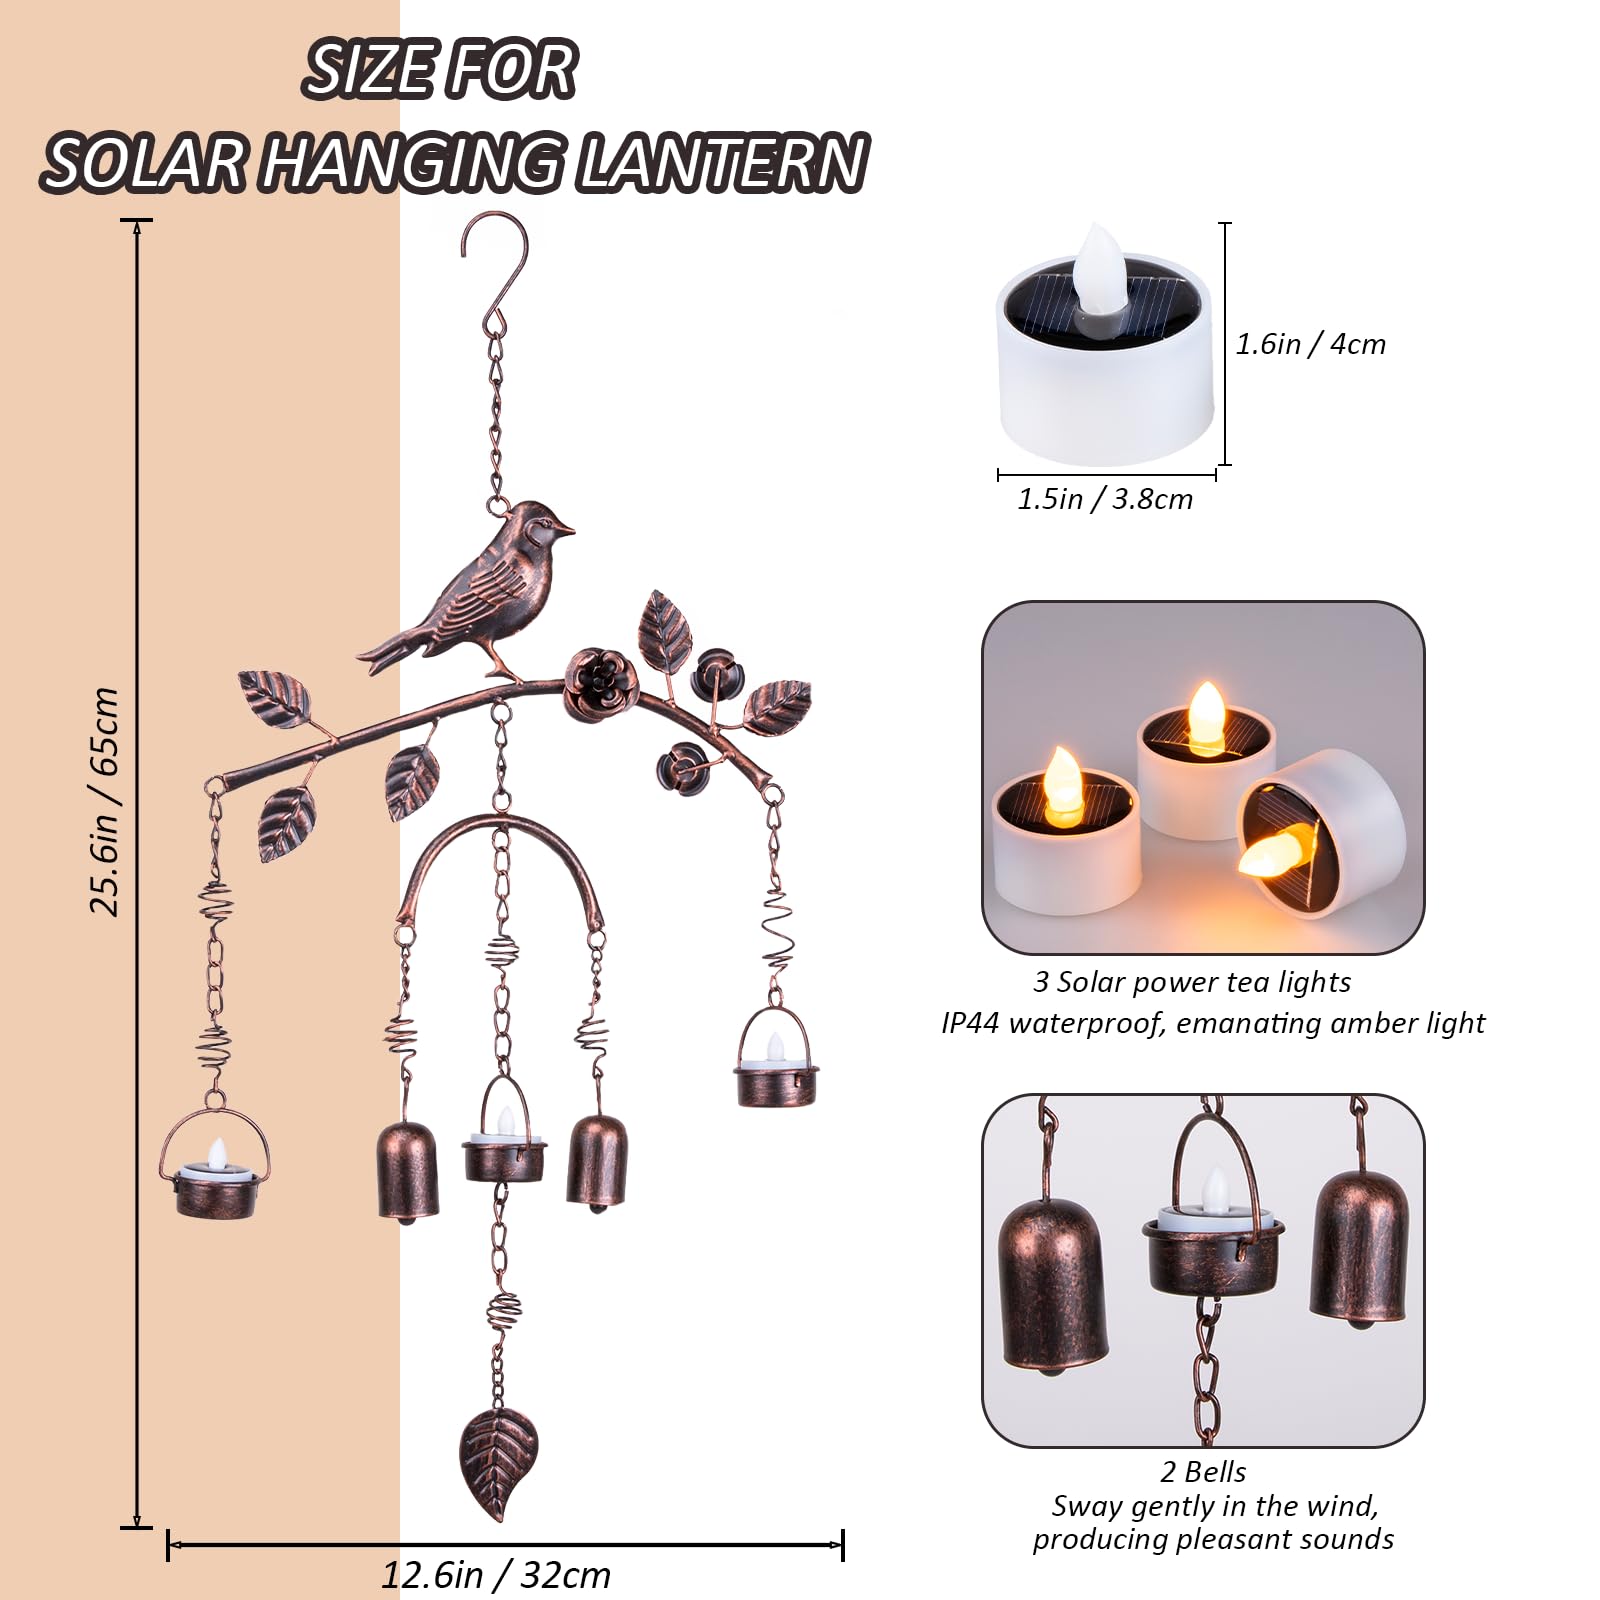 SIZE FOR
SOLAR HANGING LANTERN
25.6in / 65cm
12.6in / 32cm
1.6in / 4cm
1.5in / 3.8cm
3 Solar power tea lights
IP44 waterproof, emanating amber light
2 Bells
Sway gently in the wind,
producing pleasant sounds